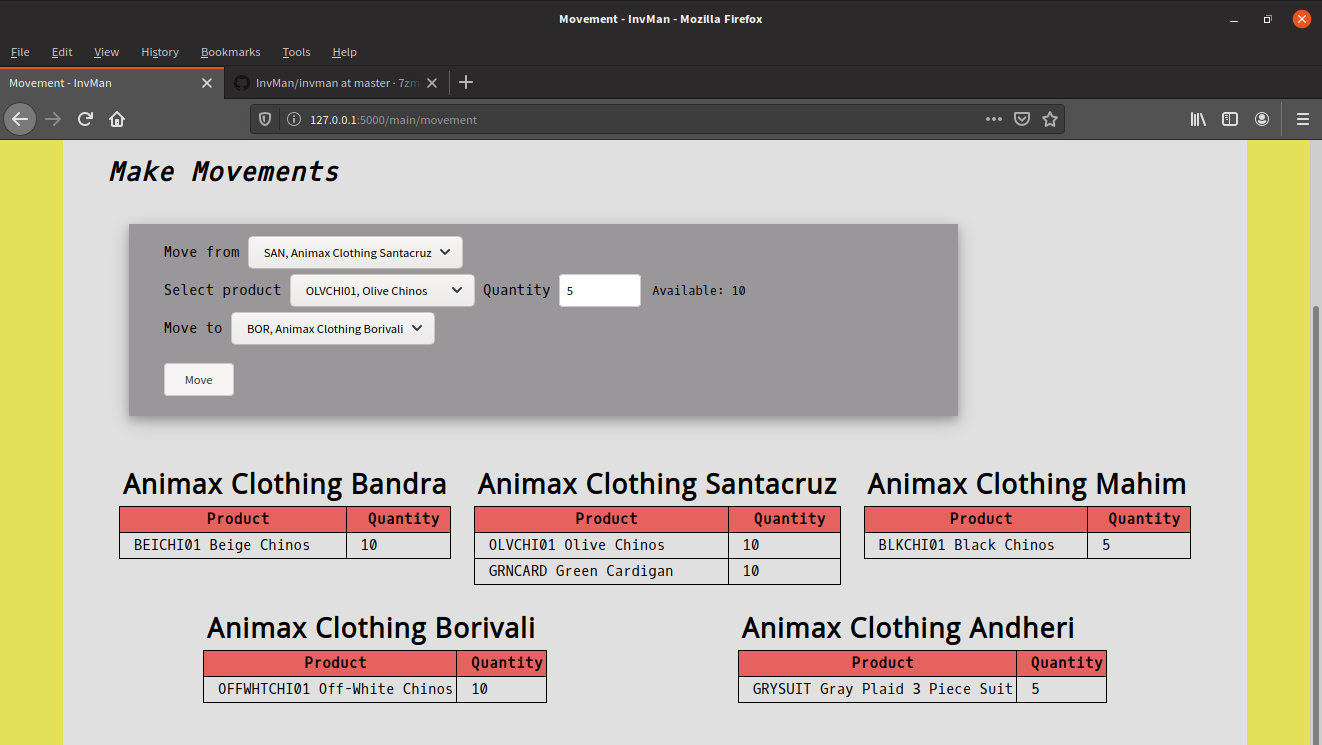 Movement - InvMan - Mozilla Firefox
File Edit View History Bookmarks Tools Help
Movement - InvMan InvMan/invman at master · 7zm
127.0.0.1:5000/main/movement
Make Movements
Move from SAN, Animax Clothing Santacruz
Select product OLVCHI01, Olive Chinos Quantity 5 Available: 10
Move to BOR, Animax Clothing Borivali
Move
Animax Clothing Bandra
Product Quantity
BEICHI01 Beige Chinos 10
Animax Clothing Santacruz
Product Quantity
OLVCHI01 Olive Chinos 10
GRNCARD Green Cardigan 10
Animax Clothing Mahim
Product Quantity
BLKCHI01 Black Chinos 5
Animax Clothing Borivali
Product Quantity
OFFWHTCHI01 Off-White Chinos 10
Animax Clothing Andheri
Product Quantity
GRYSUIT Gray Plaid 3 Piece Suit 5